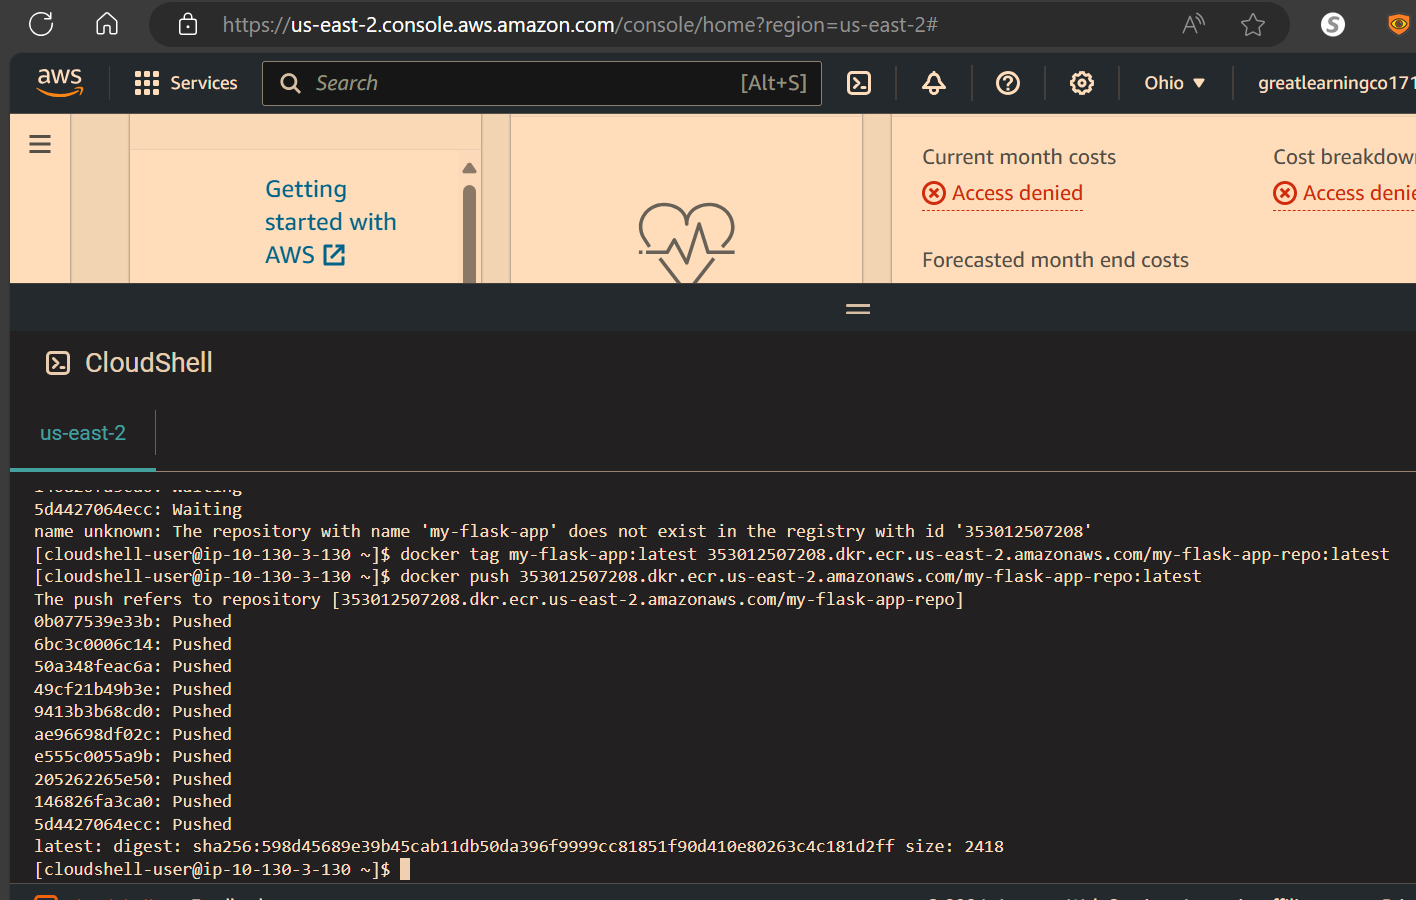 https://us-east-2.console.aws.amazon.com/console/home?region=us-east-2#
aws
Services
Search
[Alt+S]
Ohio
greatlearningco171
Getting
started with
AWS
Current month costs
Access denied
Forecasted month end costs
Cost breakdown
Access denie
CloudShell
us-east-2
5d4427064ecc: Waiting
name unknown: The repository with name 'my-flask-app' does not exist in the registry with id '353012507208'
[cloudshell-user@ip-10-130-3-130 ~]$ docker tag my-flask-app:latest 353012507208.dkr.ecr.us-east-2.amazonaws.com/my-flask-app-repo:latest
[cloudshell-user@ip-10-130-3-130 ~]$ docker push 353012507208.dkr.ecr.us-east-2.amazonaws.com/my-flask-app-repo:latest
The push refers to repository [353012507208.dkr.ecr.us-east-2.amazonaws.com/my-flask-app-repo]
0b077539e33b: Pushed
6bc3c0006c14: Pushed
50a348feac6a: Pushed
49cf21b49b3e: Pushed
9413b3b68cd0: Pushed
ae96698df02c: Pushed
e555c0055a9b: Pushed
205262265e50: Pushed
146826fa3ca0: Pushed
5d4427064ecc: Pushed
latest: digest: sha256:598d45689e39b45cab11db50da396f9999cc81851f90d410e80263c4c181d2ff size: 2418
[cloudshell-user@ip-10-130-3-130 ~]$